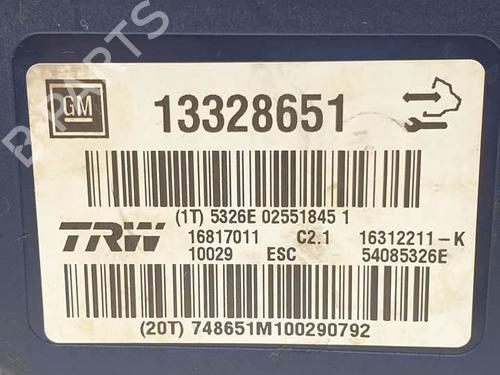 B PARTS
GM 13328651
(1T) 5326E 02551845 1
TRW 16817011 C2.1 16312211-K
10029 ESC 54085326E
(20T) 748651M100290792